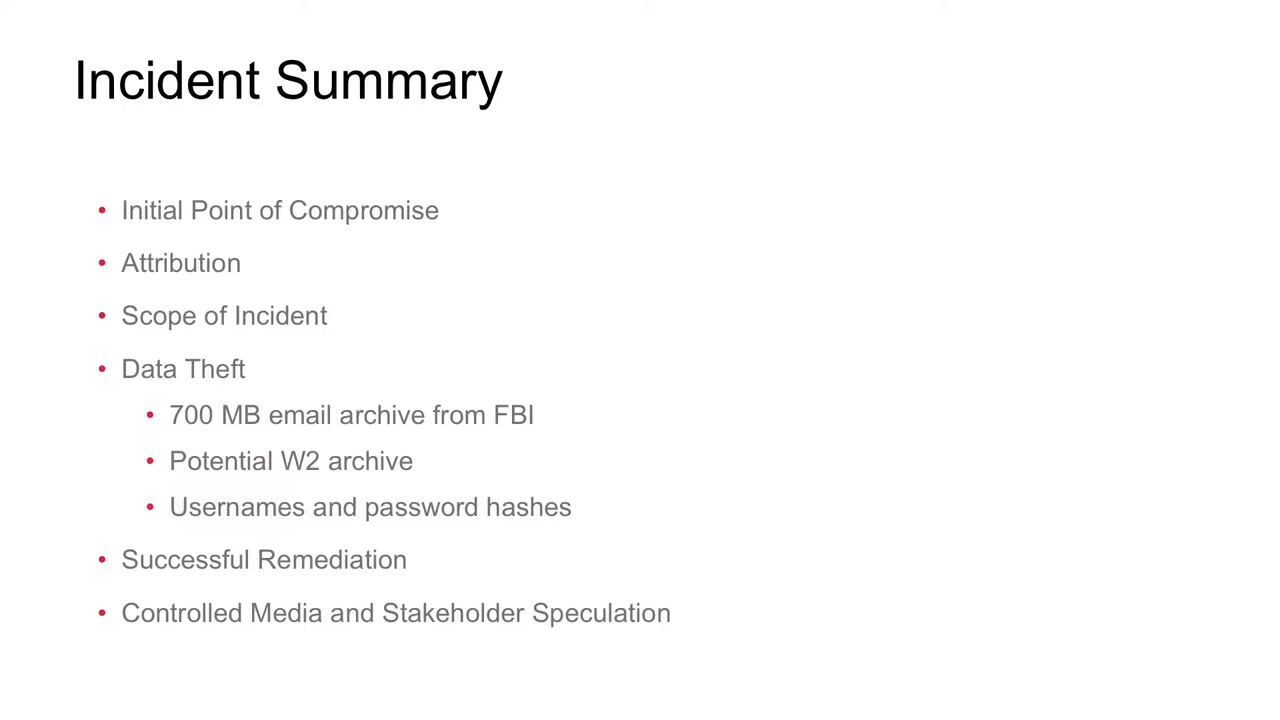 Incident Summary
• Initial Point of Compromise
• Attribution
• Scope of Incident
• Data Theft
• 700 MB email archive from FBI
• Potential W2 archive
• Usernames and password hashes
• Successful Remediation
• Controlled Media and Stakeholder Speculation